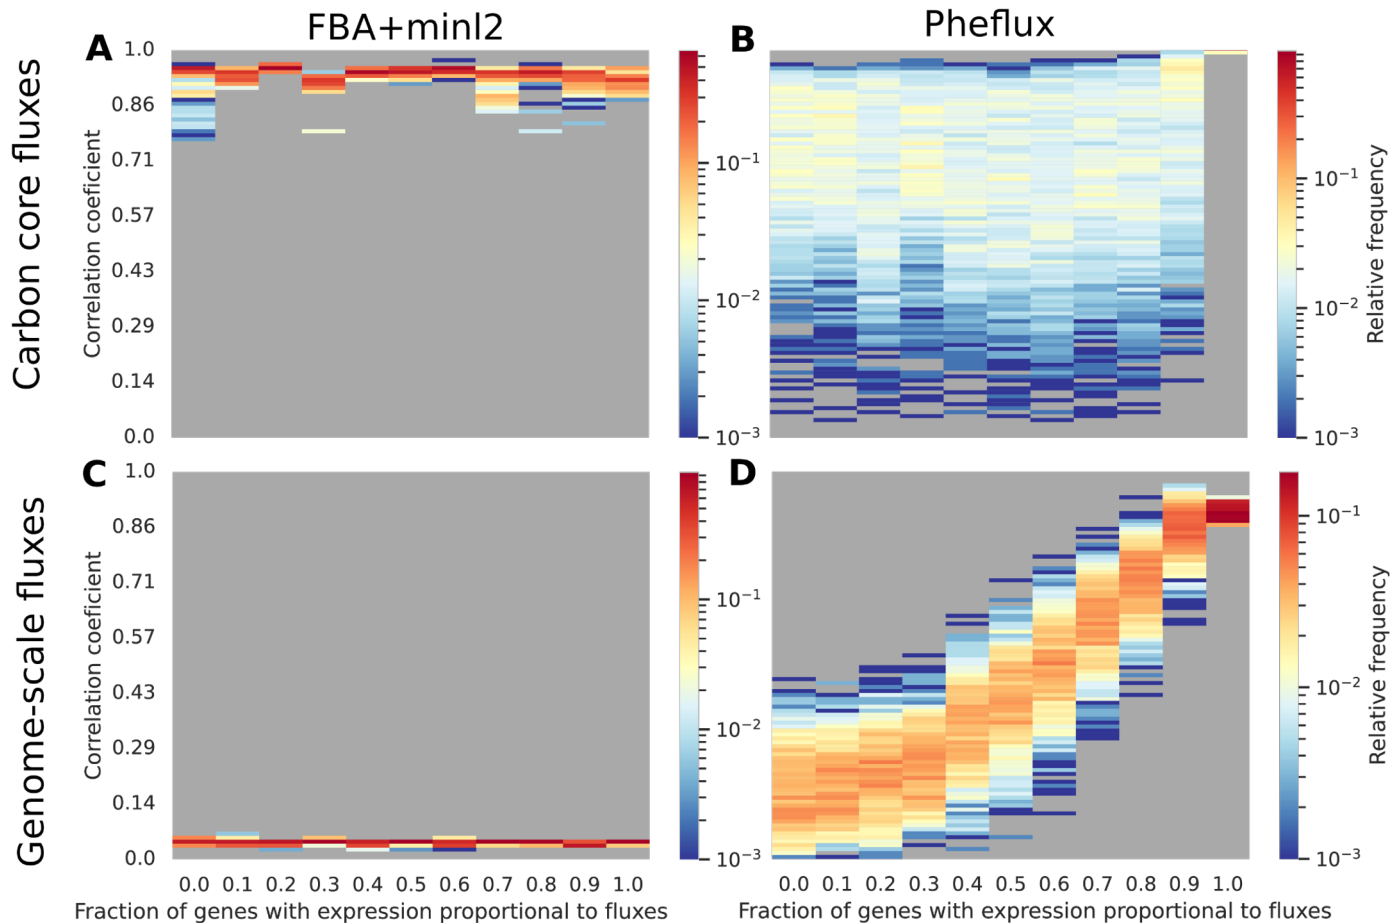 FBA+minl2
Pheflux
A
B
Carbon core fluxes
Correlation coeficient
1.0
0.86
0.71
0.57
0.43
0.29
0.14
0.0
10⁻¹
10⁻²
10⁻³
10⁻¹
10⁻²
10⁻³
Relative frequency
C
D
Genome-scale fluxes
Correlation coeficient
1.0
0.86
0.71
0.57
0.43
0.29
0.14
0.0
10⁻¹
10⁻²
10⁻³
10⁻¹
10⁻²
10⁻³
Relative frequency
0.0 0.1 0.2 0.3 0.4 0.5 0.6 0.7 0.8 0.9 1.0
0.0 0.1 0.2 0.3 0.4 0.5 0.6 0.7 0.8 0.9 1.0
Fraction of genes with expression proportional to fluxes
Fraction of genes with expression proportional to fluxes